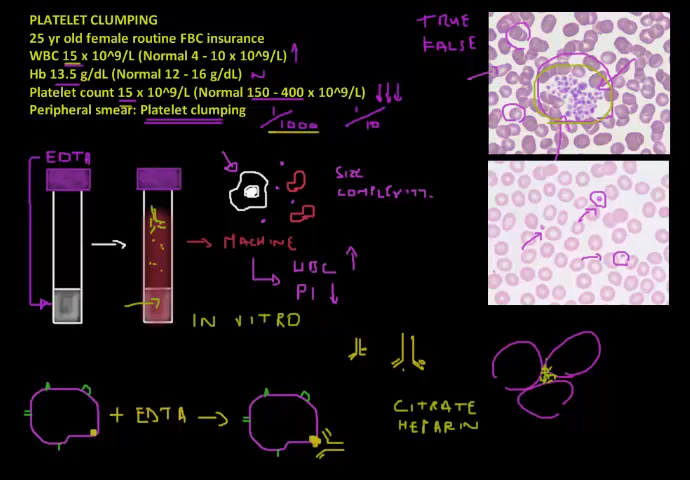 PLATELET CLUMPING
25 yr old female routine FBC insurance
WBC 15 x 10^9/L (Normal 4 - 10 x 10^9/L)
Hb 13.5 g/dL (Normal 12 - 16 g/dL) N
Platelet count 15 x 10^9/L (Normal 150 - 400 x 10^9/L)
Peripheral smear: Platelet clumping
1/1000
1/10
TRUE
FALSE
EDTA
SIZE
COMPLEXITY.
MACHINE
WBC
Pl
IN VITRO
+ EDTA
CITRATE
HEPARIN